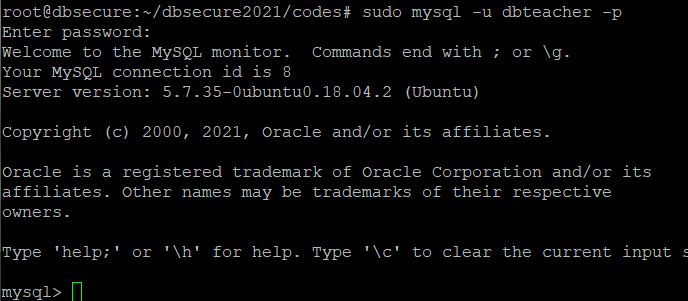 root@dbsecure:~/dbsecure2021/codes# sudo mysql -u dbteacher -p
Enter password:
Welcome to the MySQL monitor.  Commands end with ; or \g.
Your MySQL connection id is 8
Server version: 5.7.35-0ubuntu0.18.04.2 (Ubuntu)
Copyright (c) 2000, 2021, Oracle and/or its affiliates.
Oracle is a registered trademark of Oracle Corporation and/or its
affiliates. Other names may be trademarks of their respective
owners.
Type 'help;' or '\h' for help. Type '\c' to clear the current input s
mysql>